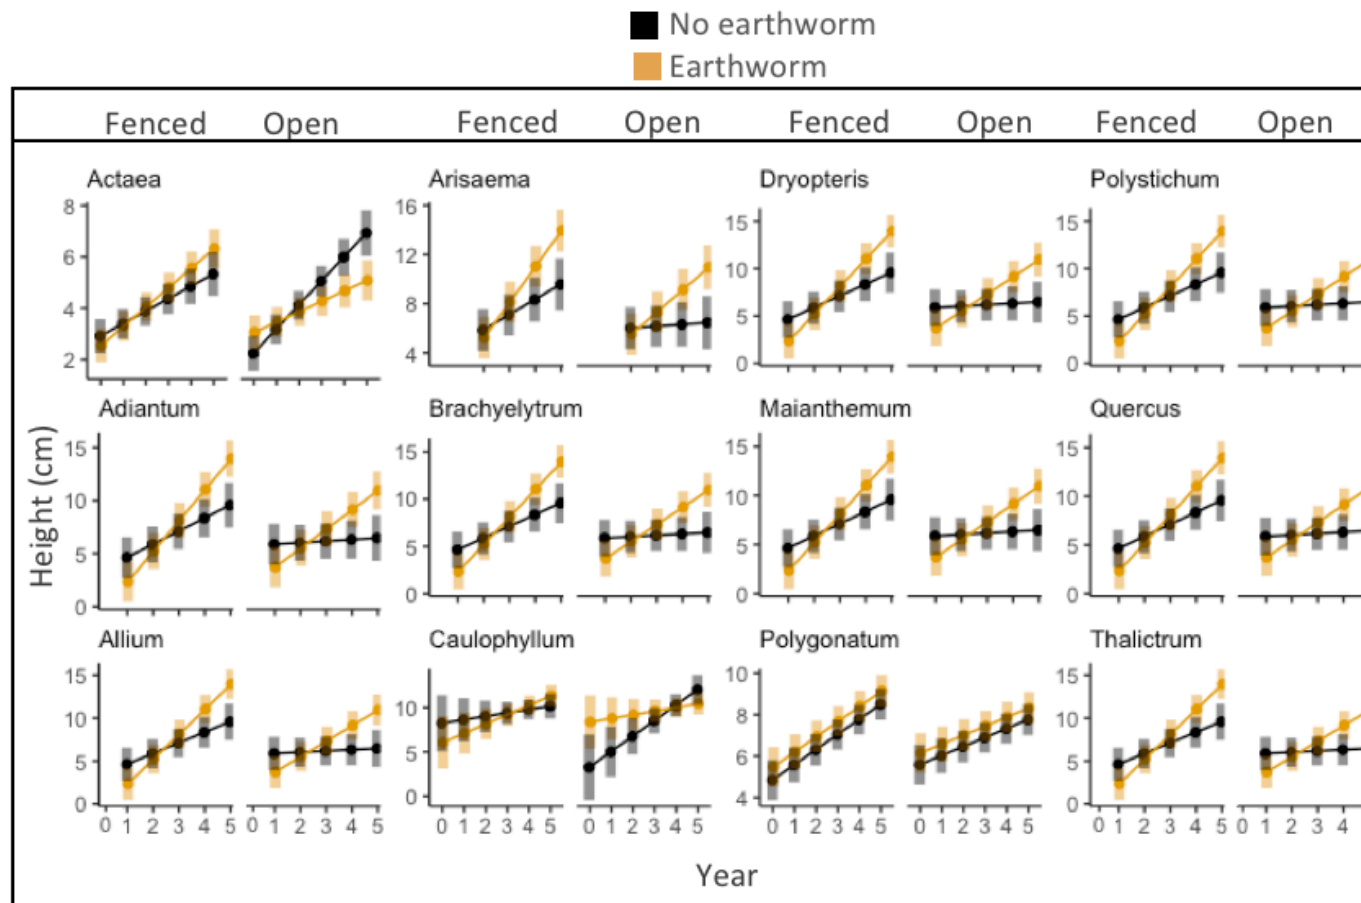 No earthworm
Earthworm
Fenced Open Fenced Open Fenced Open Fenced Open
Actaea Arisaema Dryopteris Polystichum
8 16 15 15
6 12 10 10
4 8 5 5
2 4 0 0
Adiantum Brachyelytrum Maianthemum Quercus
15 15 15 15
10 10 10 10
5 5 5 5
0 0 0 0
Height (cm)
Allium Caulophyllum Polygonatum Thalictrum
15 10 10 15
10 5 8 10
5 0 6 5
0 4 0
0 1 2 3 4 5 0 1 2 3 4 5 0 1 2 3 4 5 0 1 2 3 4 5 0 1 2 3 4 5 0 1 2 3 4 5 0 1 2 3 4 5 0 1 2 3 4
Year